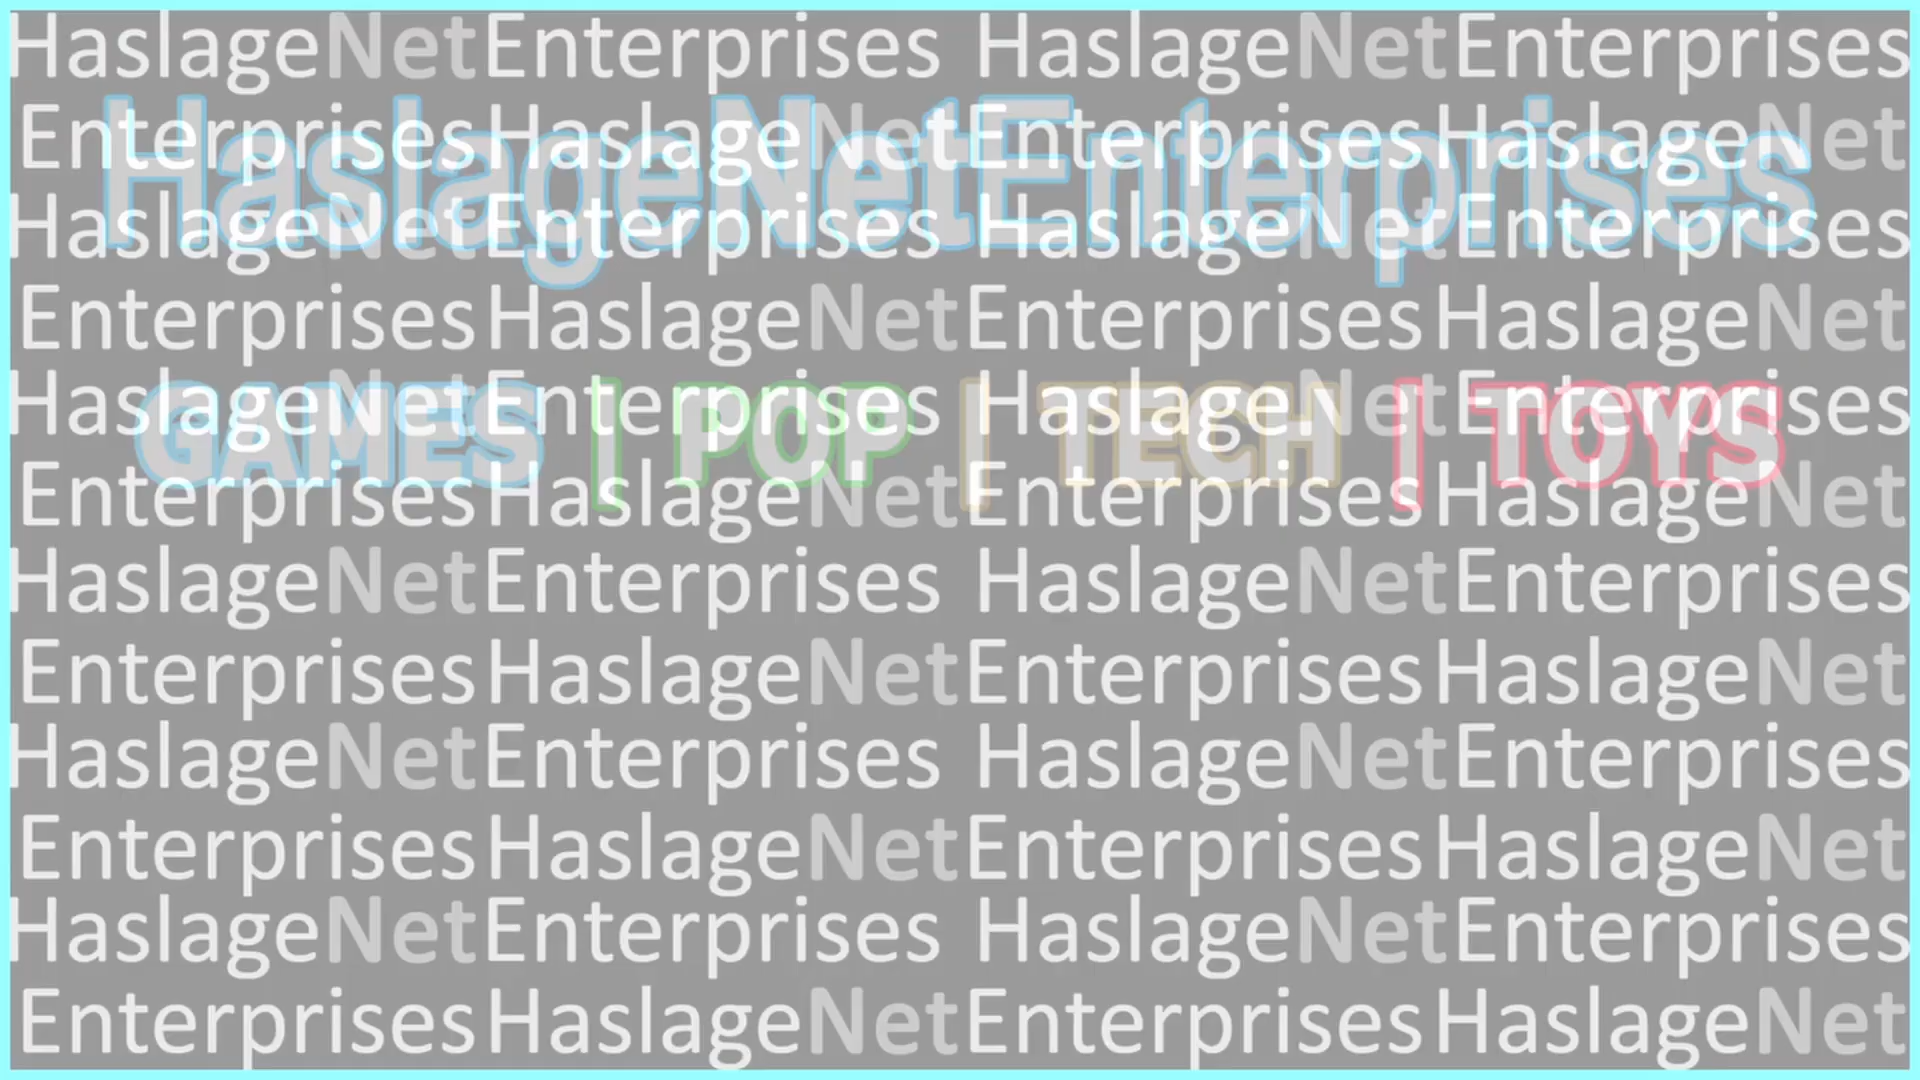 HaslageNetEnterprises HaslageNetEnterprises
EnterprisesHaslageNetEnterprisesHaslageNet
HaslageNetEnterprises
HaslageNetEnterprises HaslageNetEnterprises
EnterprisesHaslageNetEnterprisesHaslageNet
HaslageNetEnterprises HaslageNetEnterprises
GAMES | POP | TECH | TOYS
EnterprisesHaslageNetEnterprisesHaslageNet
HaslageNetEnterprises HaslageNetEnterprises
EnterprisesHaslageNetEnterprisesHaslageNet
HaslageNetEnterprises HaslageNetEnterprises
EnterprisesHaslageNetEnterprisesHaslageNet
HaslageNetEnterprises HaslageNetEnterprises
EnterprisesHaslageNetEnterprisesHaslageNet